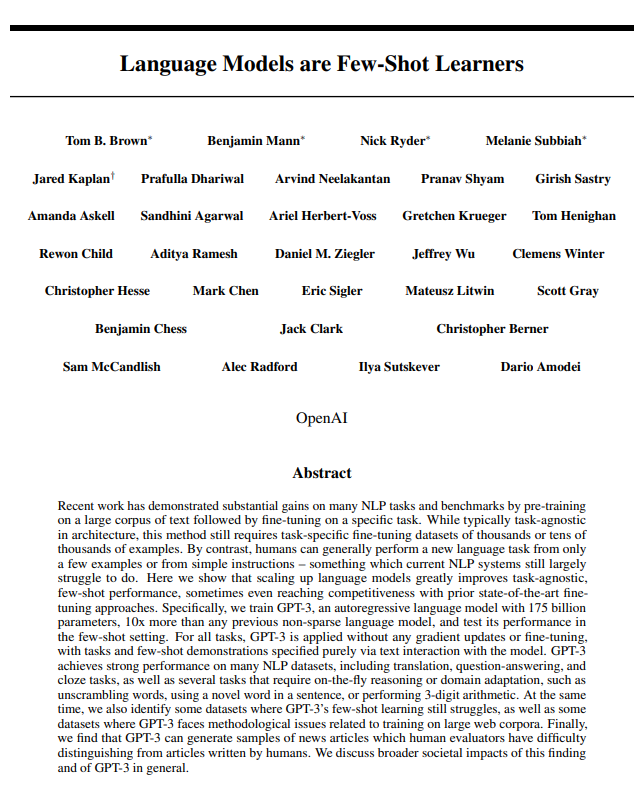 Language Models are Few-Shot Learners
Tom B. Brown* Benjamin Mann* Nick Ryder* Melanie Subbiah*
Jared Kaplan† Prafulla Dhariwal Arvind Neelakantan Pranav Shyam Girish Sastry
Amanda Askell Sandhini Agarwal Ariel Herbert-Voss Gretchen Krueger Tom Henighan
Rewon Child Aditya Ramesh Daniel M. Ziegler Jeffrey Wu Clemens Winter
Christopher Hesse Mark Chen Eric Sigler Mateusz Litwin Scott Gray
Benjamin Chess Jack Clark Christopher Berner
Sam McCandlish Alec Radford Ilya Sutskever Dario Amodei
OpenAI
Abstract
Recent work has demonstrated substantial gains on many NLP tasks and benchmarks by pre-training
on a large corpus of text followed by fine-tuning on a specific task. While typically task-agnostic
in architecture, this method still requires task-specific fine-tuning datasets of thousands or tens of
thousands of examples. By contrast, humans can generally perform a new language task from only
a few examples or from simple instructions – something which current NLP systems still largely
struggle to do. Here we show that scaling up language models greatly improves task-agnostic,
few-shot performance, sometimes even reaching competitiveness with prior state-of-the-art fine-
tuning approaches. Specifically, we train GPT-3, an autoregressive language model with 175 billion
parameters, 10x more than any previous non-sparse language model, and test its performance in
the few-shot setting. For all tasks, GPT-3 is applied without any gradient updates or fine-tuning,
with tasks and few-shot demonstrations specified purely via text interaction with the model. GPT-3
achieves strong performance on many NLP datasets, including translation, question-answering, and
cloze tasks, as well as several tasks that require on-the-fly reasoning or domain adaptation, such as
unscrambling words, using a novel word in a sentence, or performing 3-digit arithmetic. At the same
time, we also identify some datasets where GPT-3's few-shot learning still struggles, as well as some
datasets where GPT-3 faces methodological issues related to training on large web corpora. Finally,
we find that GPT-3 can generate samples of news articles which human evaluators have difficulty
distinguishing from articles written by humans. We discuss broader societal impacts of this finding
and of GPT-3 in general.